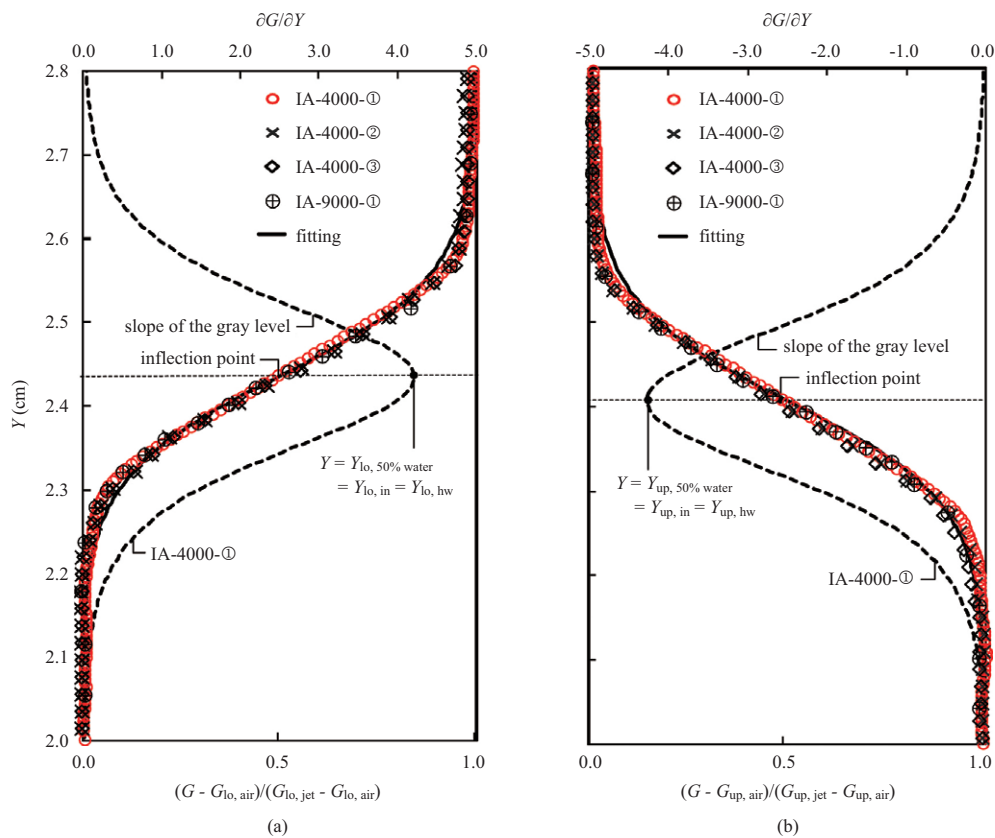 ∂G/∂Y
0.0 1.0 2.0 3.0 4.0 5.0
2.8
2.7
2.6
2.5
2.4
2.3
2.2
2.1
2.0
Y (cm)
IA-4000-①
IA-4000-②
IA-4000-③
IA-9000-①
fitting
slope of the gray level
inflection point
Y = Ylo, 50% water
= Ylo, in = Ylo, hw
IA-4000-①
0.0 0.5 1.0
(G - Glo, air)/(Glo, jet - Glo, air)
(a)
∂G/∂Y
-5.0 -4.0 -3.0 -2.0 -1.0 0.0
IA-4000-①
IA-4000-②
IA-4000-③
IA-9000-①
fitting
slope of the gray level
inflection point
Y = Yup, 50% water
= Yup, in = Yup, hw
IA-4000-①
0.0 0.5 1.0
(G - Gup, air)/(Gup, jet - Gup, air)
(b)